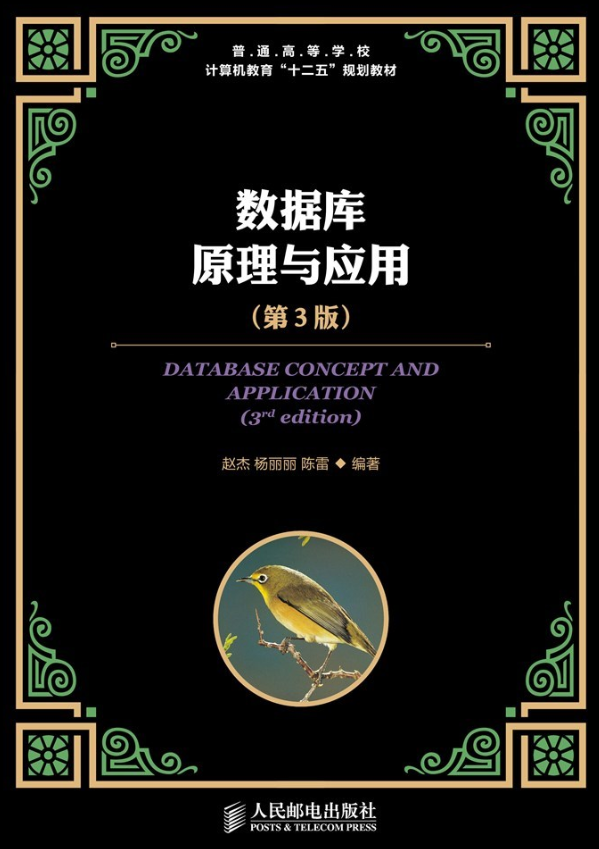 普.通.高.等.学.校
计算机教育“十二五”规划教材
数据库
原理与应用
（第3版）
DATABASE CONCEPT AND
APPLICATION
(3rd edition)
赵杰 杨丽丽 陈雷 ◆ 编著
人民邮电出版社
POSTS & TELECOM PRESS